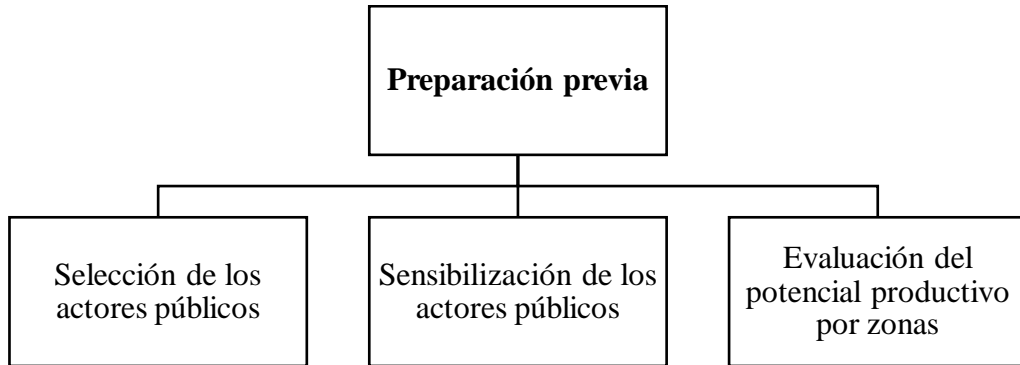 Preparación previa
Selección de los
actores públicos
Sensibilización de los
actores públicos
Evaluación del
potencial productivo
por zonas